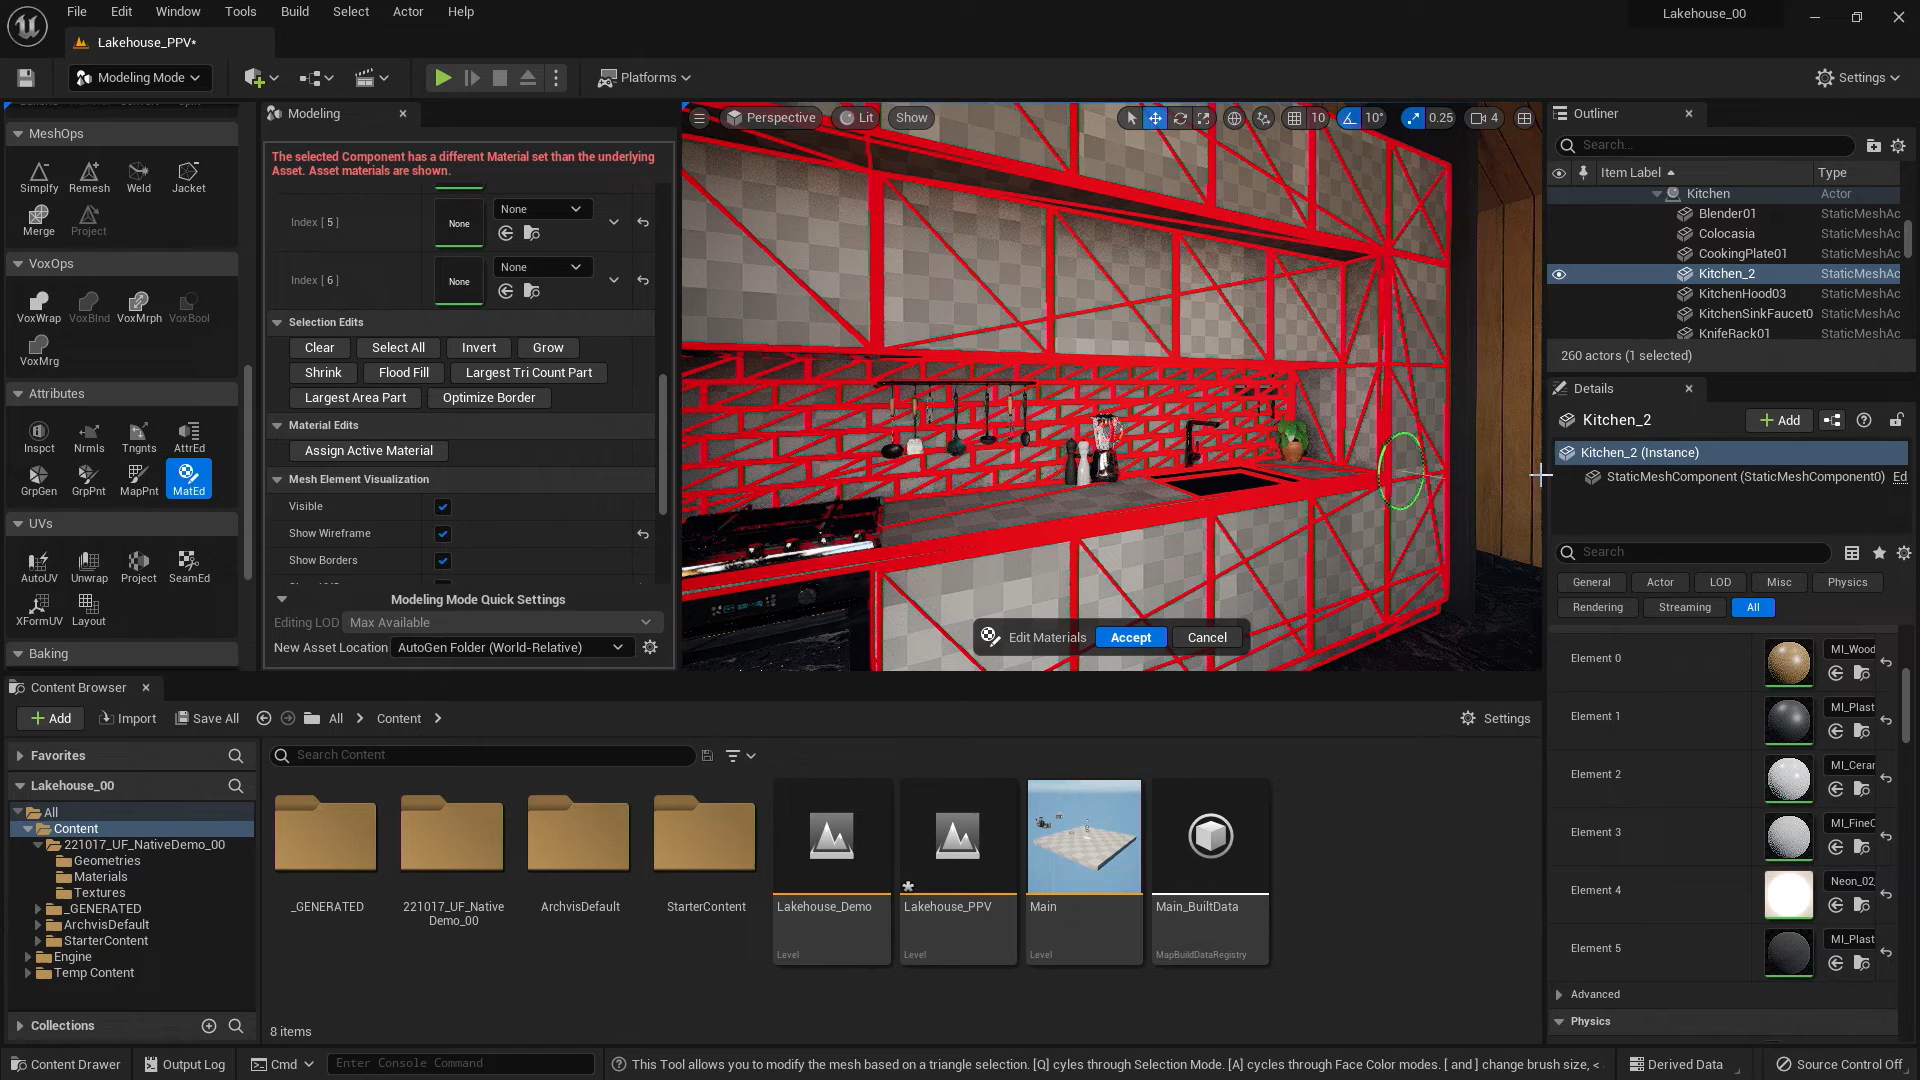 File Edit Window Tools Build Select Actor Help
Lakehouse_00
Lakehouse_PPV*
Modeling Mode
Platforms
Settings
MeshOps
Simplfy Remesh Weld Jacket
Merge Project
VoxOps
VoxWrap VoxBlnd VoxMrph VoxBool
VoxMrg
Attributes
Inspct Nrmls Tngnts AttrEd
GrpGen GrpPnt MapPnt MatEd
UVs
AutoUV Unwrap Project SeamEd
XFormUV Layout
Baking
Modeling
The selected Component has a different Material set than the underlying
Asset. Asset materials are shown.
Index [ 5 ]
None
None
Index [ 6 ]
None
None
Selection Edits
Clear Select All Invert Grow
Shrink Flood Fill Largest Tri Count Part
Largest Area Part Optimize Border
Material Edits
Assign Active Material
Mesh Element Visualization
Visible
Show Wireframe
Show Borders
Modeling Mode Quick Settings
Editing LOD Max Available
New Asset Location AutoGen Folder (World-Relative)
Perspective Lit Show
10 10° 0.25 4
Edit Materials Accept Cancel
Outliner
Search...
Item Label Type
Kitchen Actor
Blender01 StaticMeshAc
Colocasia StaticMeshAc
CookingPlate01 StaticMeshAc
Kitchen_2 StaticMeshAc
KitchenHood03 StaticMeshAc
KitchenSinkFaucet0 StaticMeshAc
KnifeRack01 StaticMeshAc
260 actors (1 selected)
Details
Kitchen_2
Add
Kitchen_2 (Instance)
StaticMeshComponent (StaticMeshComponent0) Ed
Search
General Actor LOD Misc Physics
Rendering Streaming All
Element 0 MI_Wood
Element 1 MI_Plast
Element 2 MI_Ceran
Element 3 MI_FineC
Element 4 Neon_02_
Element 5 MI_Plast
Advanced
Physics
Content Browser
Add Import Save All All Content
Settings
Favorites
Search Content
Lakehouse_00
All
Content
221017_UF_NativeDemo_00
Geometries
Materials
Textures
_GENERATED
ArchvisDefault
StarterContent
Engine
Temp Content
Collections
_GENERATED
221017_UF_Native
Demo_00
ArchvisDefault
StarterContent
Lakehouse_Demo
Level
Lakehouse_PPV
Level
Main
Level
Main_BuiltData
MapBuildDataRegistry
8 items
Content Drawer Output Log Cmd Enter Console Command
This Tool allows you to modify the mesh based on a triangle selection. [Q] cyles through Selection Mode. [A] cycles through Face Color modes. [ and ] change brush size, <
Derived Data Source Control Off